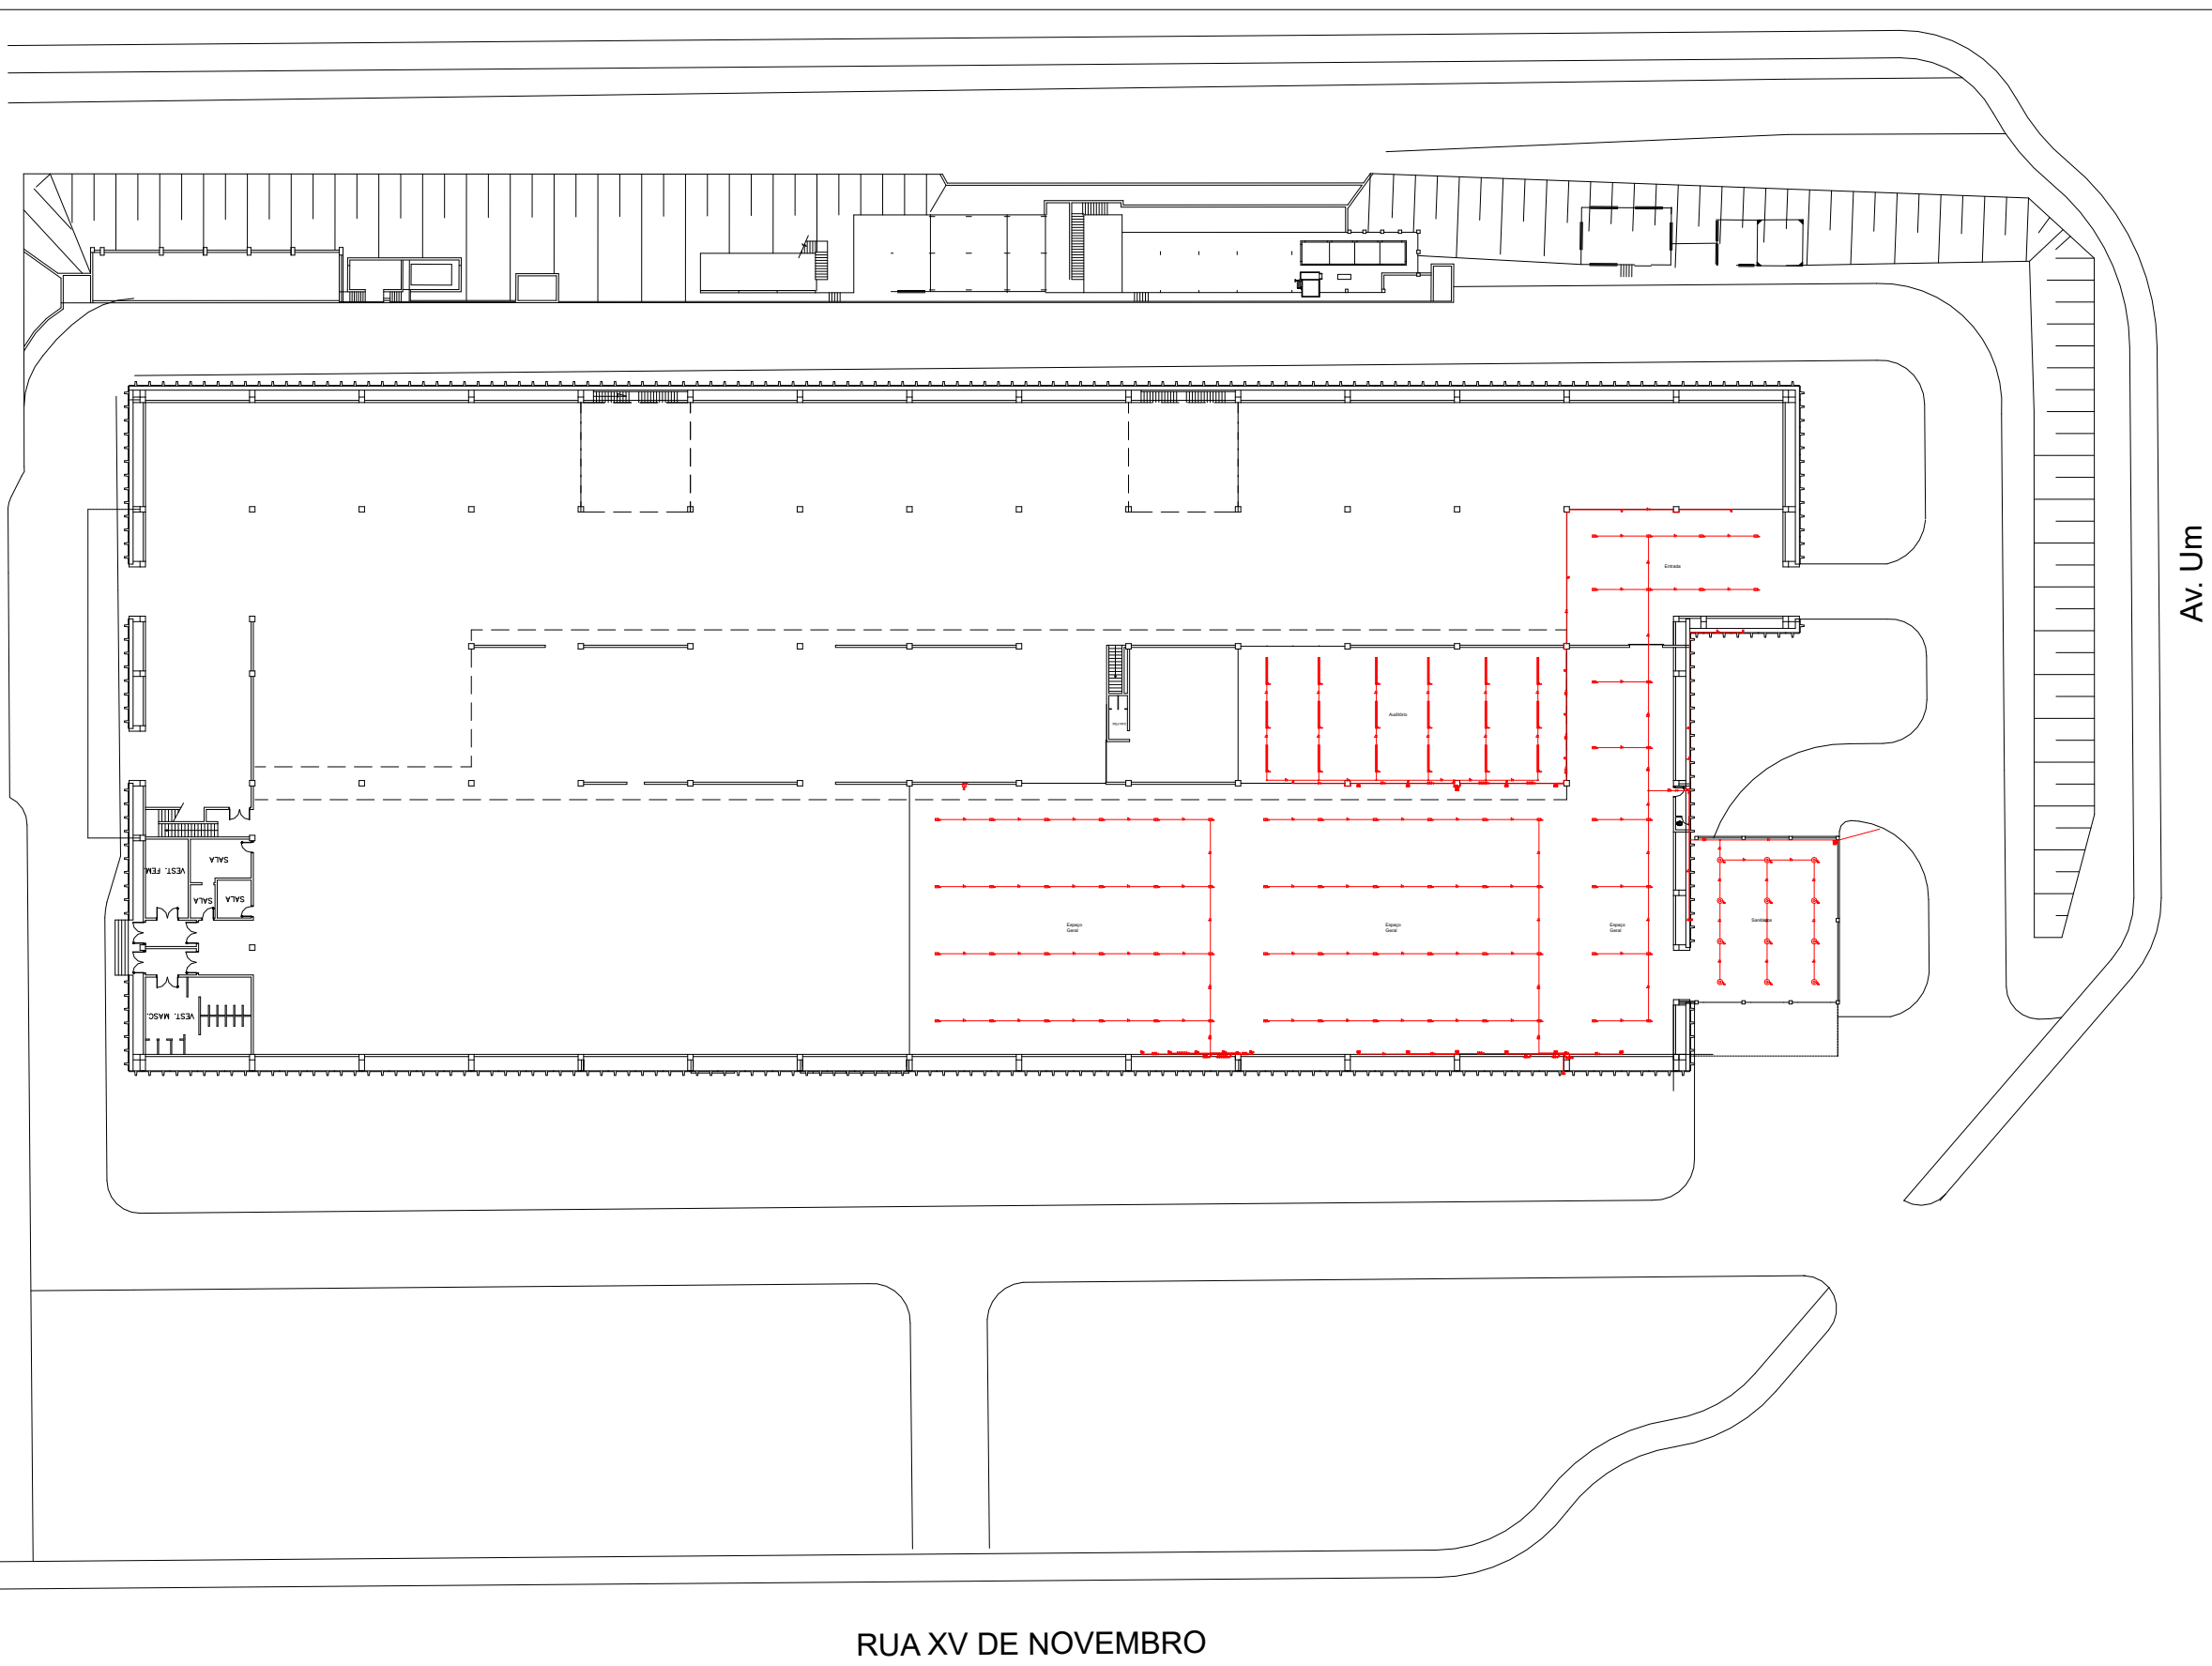 Av. Um
Entrada
Auditório
SALA
VEST. FEM.
SALA
SALA
Espaço
Geral
Espaço
Geral
Espaço
Geral
Sanitários
VEST. MASC.
RUA XV DE NOVEMBRO